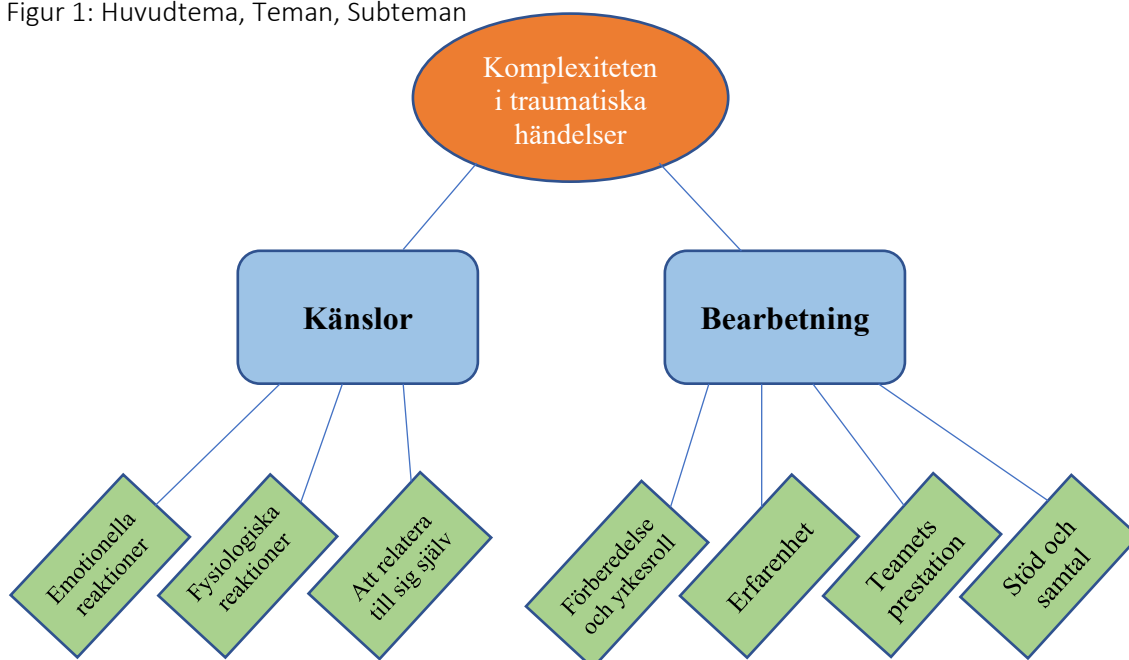 Figur 1: Huvudtema, Teman, Subteman
Komplexiteten
i traumatiska
händelser
Känslor
Bearbetning
Emotionella
reaktioner
Fysiologiska
reaktioner
Att relatera
till sig själv
Förberedelse
och yrkesroll
Erfarenhet
Teamets
prestation
Stöd och
samtal